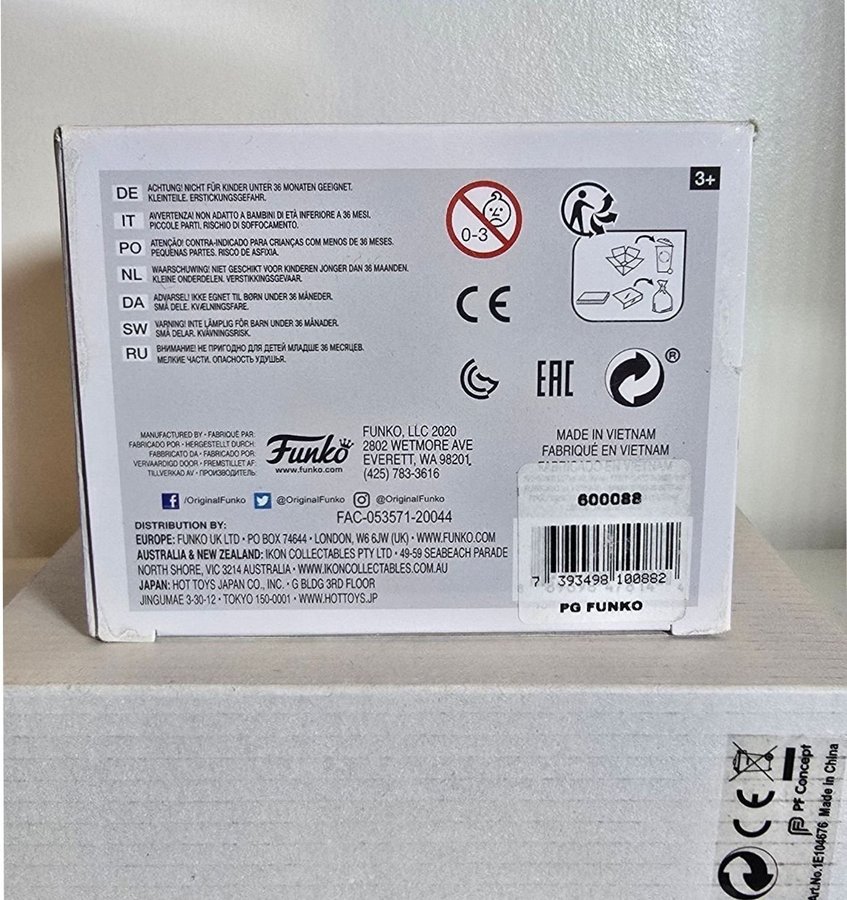 3+
DE ACHTUNG! NICHT FÜR KINDER UNTER 36 MONATEN GEEIGNET.
KLEINTEILE. ERSTICKUNGSGEFAHR.
IT AVVERTENZA! NON ADATTO A BAMBINI DI ETÀ INFERIORE A 36 MESI.
PICCOLE PARTI. RISCHIO DI SOFFOCAMENTO.
PO ATENÇÃO! CONTRA-INDICADO PARA CRIANÇAS COM MENOS DE 36 MESES.
PEQUENAS PARTES. RISCO DE ASFIXIA.
NL WAARSCHUWING! NIET GESCHIKT VOOR KINDEREN JONGER DAN 36 MAANDEN.
KLEINE ONDERDELEN. VERSTIKKINGSGEVAAR.
DA ADVARSEL! IKKE EGNET TIL BØRN UNDER 36 MÅNEDER.
SMÅ DELE. KVÆLNINGSFARE.
SW VARNING! INTE LÄMPLIG FÖR BARN UNDER 36 MÅNADER.
SMÅ DELAR. KVÄVNINGSRISK.
RU ВНИМАНИЕ! НЕ ПРИГОДНО ДЛЯ ДЕТЕЙ МЛАДШЕ 36 МЕСЯЦЕВ.
МЕЛКИЕ ЧАСТИ. ОПАСНОСТЬ УДУШЬЯ.
0-3
CE
EAC
®
MANUFACTURED BY • FABRIQUÉ PAR:
FABRICADO POR • HERGESTELLT DURCH:
FABBRICATO DA • FABRICADO POR:
VERVAARDIGD DOOR • FREMSTILLET AF:
TILLVERKAD AV • ПРОИЗВОДИТЕЛЬ:
Funko
www.funko.com
FUNKO, LLC 2020
2802 WETMORE AVE
EVERETT, WA 98201,
(425) 783-3616
MADE IN VIETNAM
FABRIQUÉ EN VIETNAM
FABRICADO EN VIETNAM
/OriginalFunko @OriginalFunko @OriginalFunko
FAC-053571-20044
DISTRIBUTION BY:
EUROPE: FUNKO UK LTD • PO BOX 74644 • LONDON, W6 6JW (UK) • WWW.FUNKO.COM
AUSTRALIA & NEW ZEALAND: IKON COLLECTABLES PTY LTD • 49-59 SEABEACH PARADE
NORTH SHORE, VIC 3214 AUSTRALIA • WWW.IKONCOLLECTABLES.COM.AU
JAPAN: HOT TOYS JAPAN CO., INC. • G BLDG 3RD FLOOR
JINGUMAE 3-30-12 • TOKYO 150-0001 • WWW.HOTTOYS.JP
600088
7 393498 100882
PG FUNKO
CE
PF Concept
Art.No.1E104676 Made in China